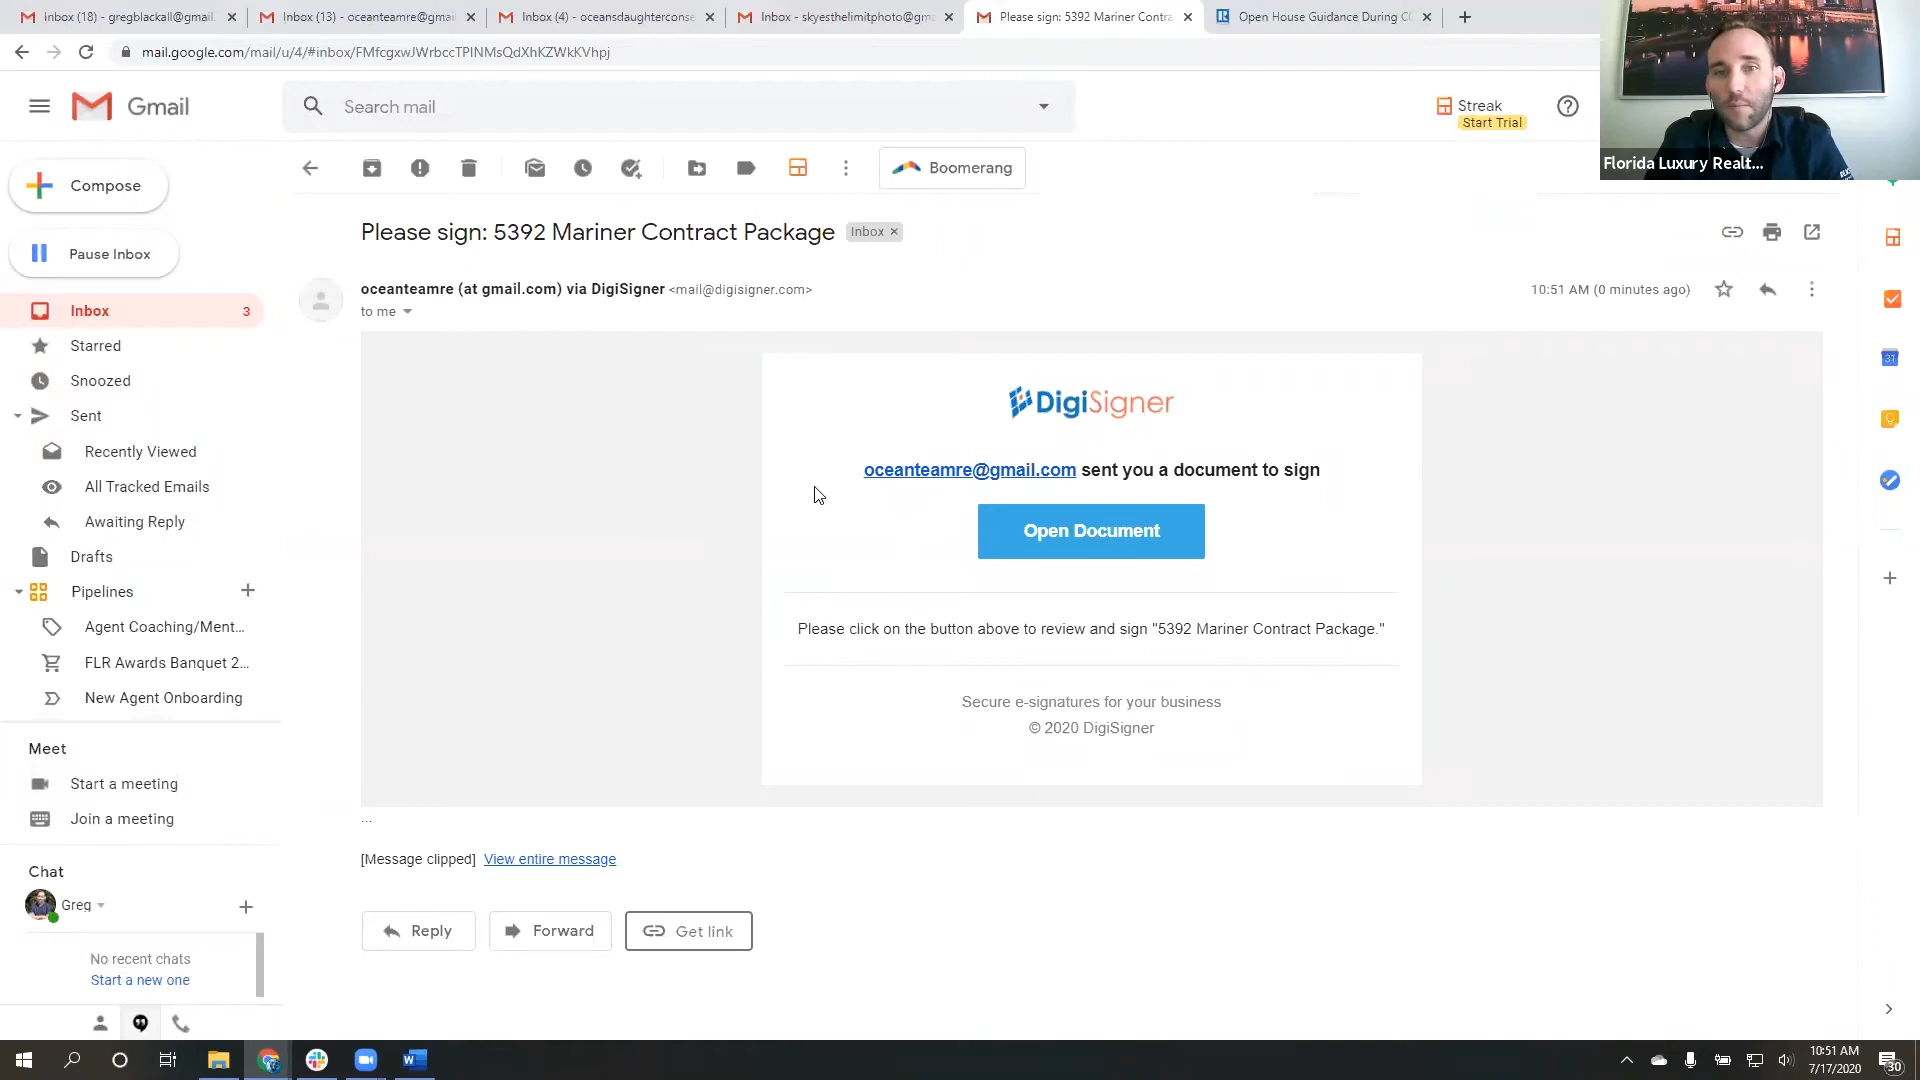 Inbox (18) - gregblackall@gmail.
Inbox (13) - oceanteamre@gmai
Inbox (4) - oceansdaughterconse
Inbox - skyesthelimitphoto@gm
Please sign: 5392 Mariner Contra
Open House Guidance During C
mail.google.com/mail/u/4/#inbox/FMfcgxwJWrbccTPlNMsQdXhKZWkKVhpj
Gmail
Search mail
Streak
Start Trial
Florida Luxury Realt...
Compose
Boomerang
Please sign: 5392 Mariner Contract Package
Inbox ×
Pause Inbox
oceanteamre (at gmail.com) via DigiSigner <mail@digisigner.com>
10:51 AM (0 minutes ago)
to me
Inbox
3
Starred
Snoozed
Sent
Recently Viewed
All Tracked Emails
Awaiting Reply
Drafts
Pipelines
Agent Coaching/Ment...
FLR Awards Banquet 2...
New Agent Onboarding
DigiSigner
oceanteamre@gmail.com sent you a document to sign
Open Document
Please click on the button above to review and sign "5392 Mariner Contract Package."
Secure e-signatures for your business
© 2020 DigiSigner
...
[Message clipped] View entire message
Reply
Forward
Get link
Meet
Start a meeting
Join a meeting
Chat
Greg
No recent chats
Start a new one
31
10:51 AM
7/17/2020
30